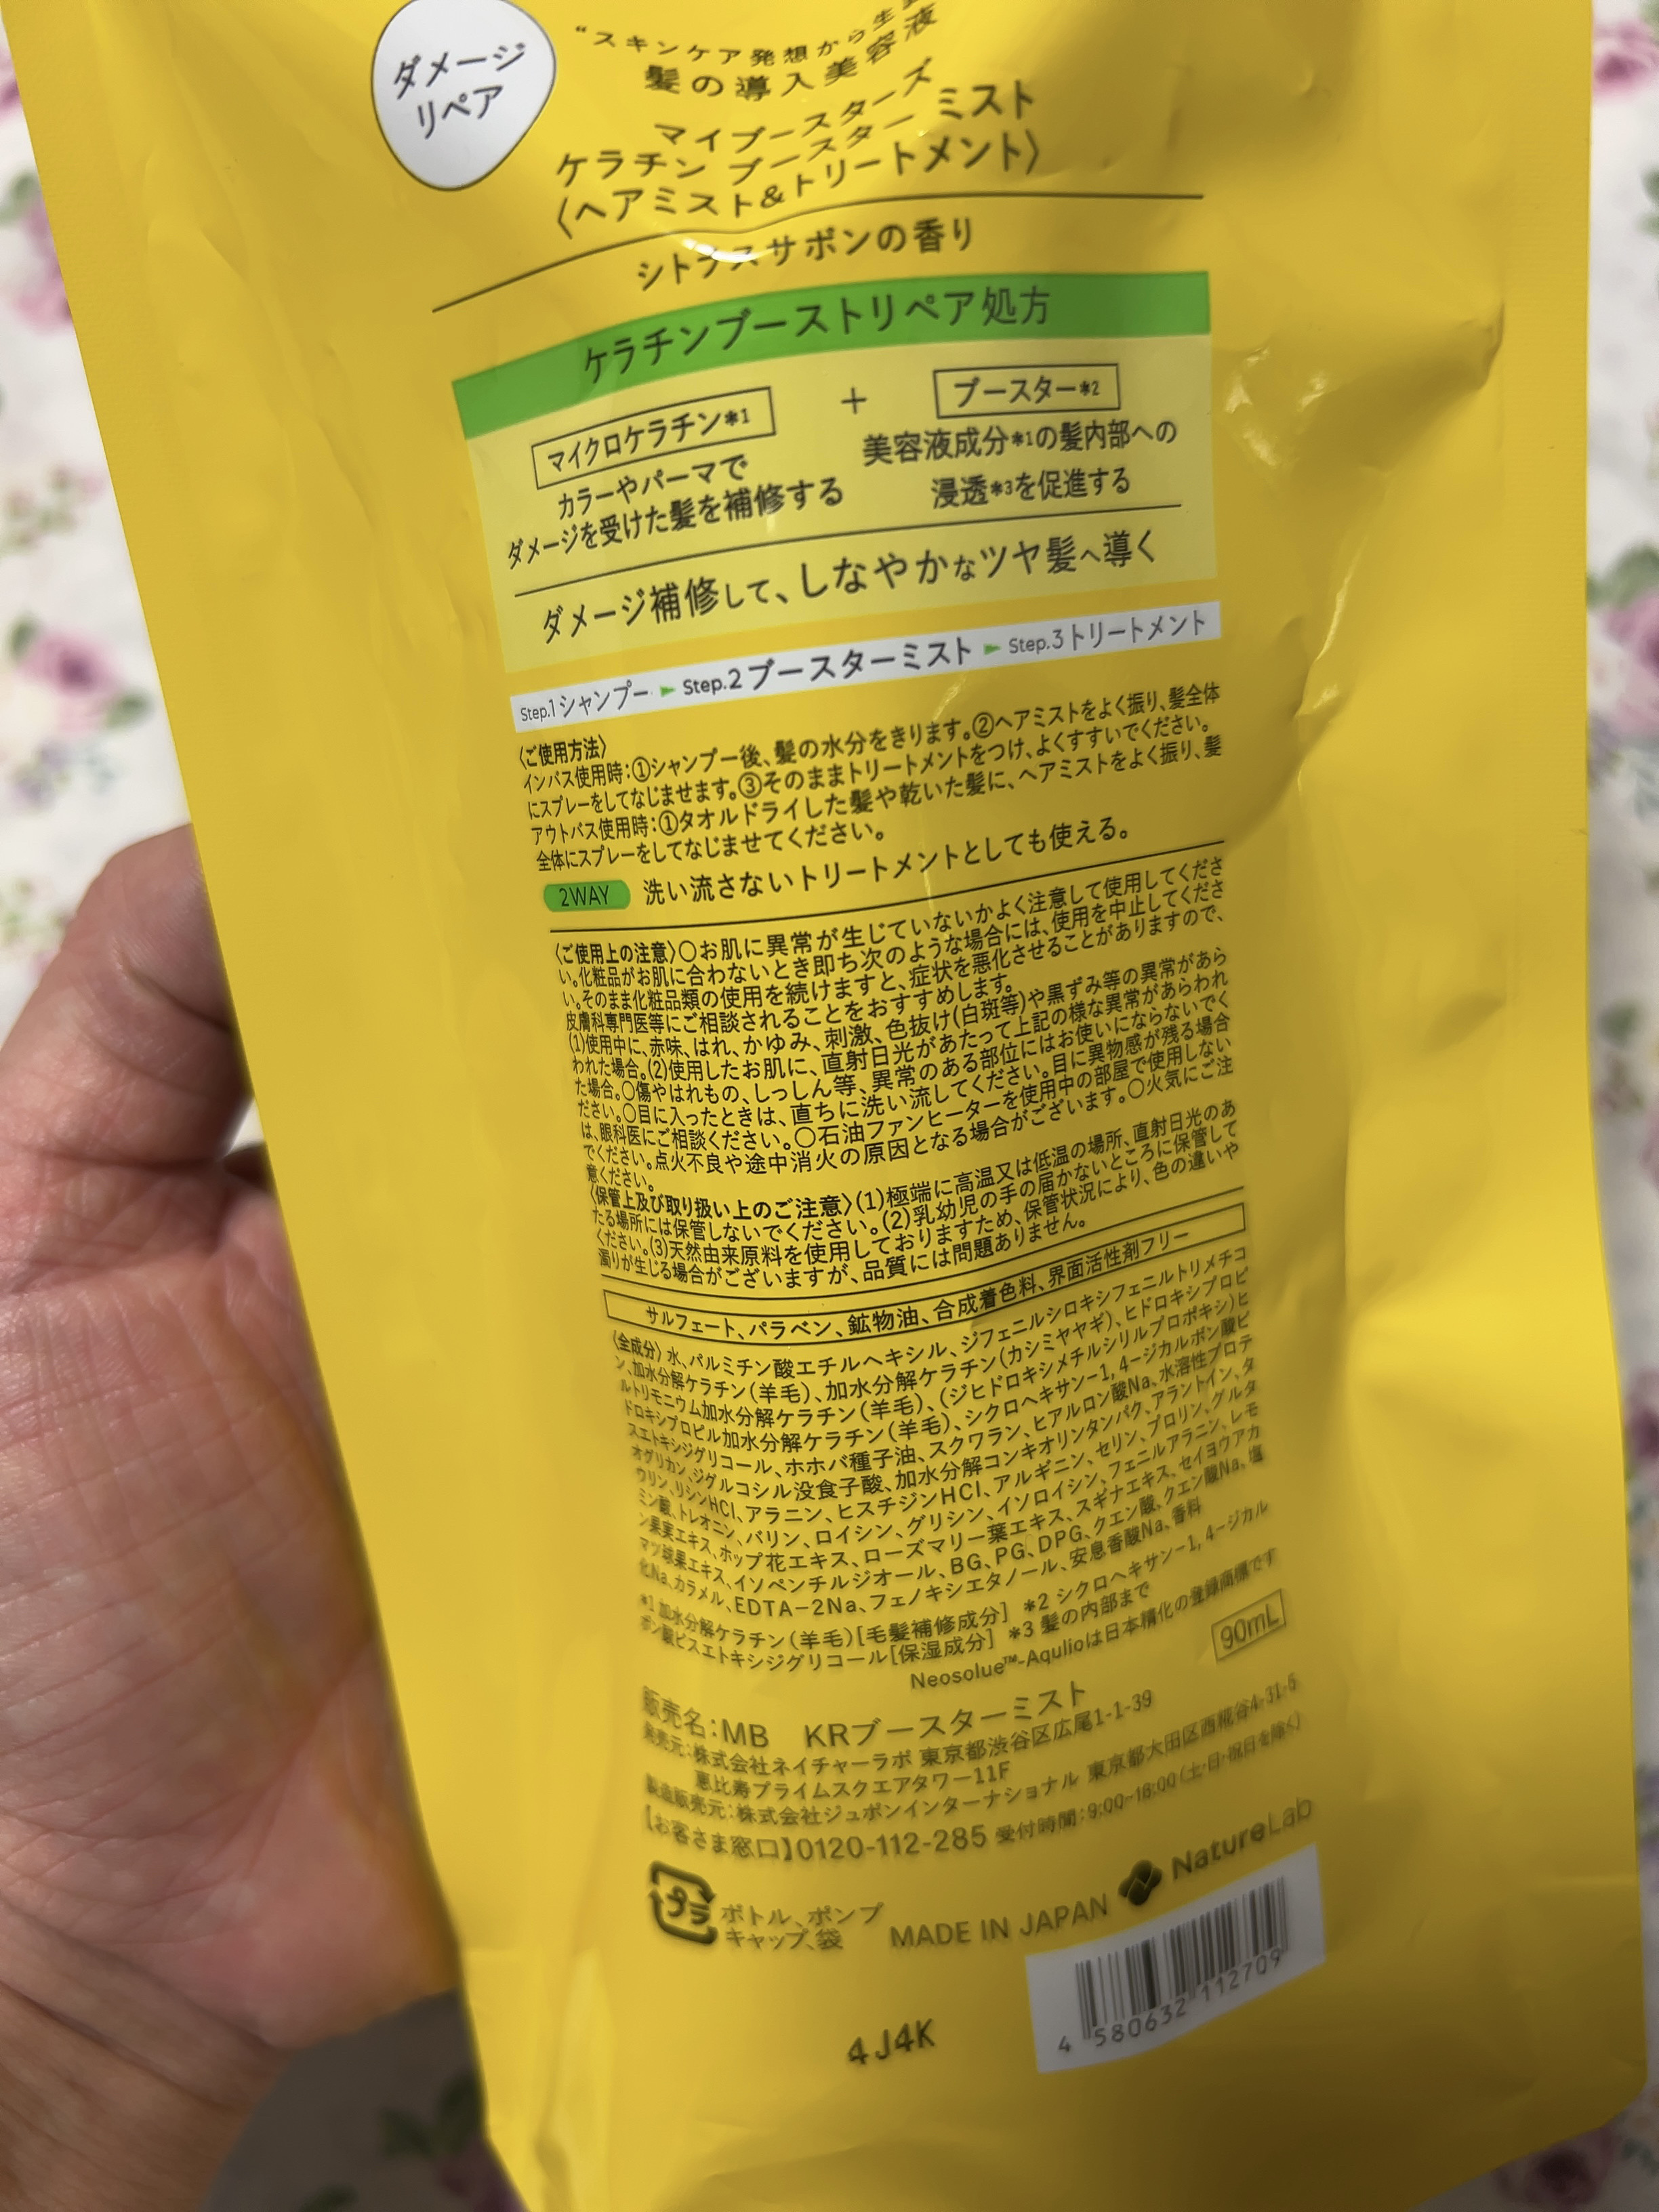 ダメージ
リペア
"スキンケア発想から生
髪の導入美容液
マイブースターズ
ケラチン ブースター ミスト
〈ヘアミスト&トリートメント〉
シトラスサボンの香り
ケラチンブーストリペア処方
マイクロケラチン*1
カラーやパーマで
ダメージを受けた髪を補修する
+
ブースター*2
美容液成分*1の髪内部への
浸透*3を促進する
ダメージ補修して、しなやかなツヤ髪へ導く
Step.1シャンプー ▶ Step.2ブースターミスト ▶ Step.3トリートメント
〈ご使用方法〉
インバス使用時:①シャンプー後、髪の水分をきります。②ヘアミストをよく振り、髪全体
にスプレーをしてなじませます。③そのままトリートメントをつけ、よくすすいでください。
アウトバス使用時:①タオルドライした髪や乾いた髪に、ヘアミストをよく振り、髪
全体にスプレーをしてなじませてください。
2WAY 洗い流さないトリートメントとしても使える。
〈ご使用上の注意〉○お肌に異常が生じていないかよく注意して使用してくださ
い。化粧品がお肌に合わないとき即ち次のような場合には、使用を中止してくださ
い。そのまま化粧品類の使用を続けますと、症状を悪化させることがありますので、
皮膚科専門医等にご相談されることをおすすめします。
(1)使用中に、赤味、はれ、かゆみ、刺激、色抜け(白斑等)や黒ずみ等の異常があら
われた場合。(2)使用したお肌に、直射日光があたって上記の様な異常があらわれ
た場合。○傷やはれもの、しっしん等、異常のある部位にはお使いにならないでく
ださい。○目に入ったときは、直ちに洗い流してください。目に異物感が残る場合
は、眼科医にご相談ください。○石油ファンヒーターを使用中の部屋で使用しない
でください。点火不良や途中消火の原因となる場合がございます。○火気にご注
意ください。
〈保管上及び取り扱い上のご注意〉(1)極端に高温又は低温の場所、直射日光のあ
たる場所には保管しないでください。(2)乳幼児の手の届かないところに保管して
ください。(3)天然由来原料を使用しておりますため、保管状況により、色の違いや
濁りが生じる場合がございますが、品質には問題ありません。
サルフェート、パラベン、鉱物油、合成着色料、界面活性剤フリー
〈全成分〉水、パルミチン酸エチルヘキシル、ジフェニルシロキシフェニルトリメチコ
ン、加水分解ケラチン(羊毛)、加水分解ケラチン(カシミヤヤギ)、ヒドロキシプロピ
ルトリモニウム加水分解ケラチン(羊毛)、(ジヒドロキシメチルシリルプロポキシ)ヒ
ドロキシプロピル加水分解ケラチン(羊毛)、シクロヘキサン-1,4-ジカルボン酸ビ
スエトキシジグリコール、ホホバ種子油、スクワラン、ヒアルロン酸Na、水溶性プロテ
オグリカン、ジグルコシル没食子酸、加水分解コンキオリンタンパク、アラントイン、タ
ウリン、リシンHCl、アラニン、ヒスチジンHCl、アルギニン、セリン、プロリン、グルタ
ミン酸、トレオニン、バリン、ロイシン、グリシン、イソロイシン、フェニルアラニン、レモ
ン果実エキス、ホップ花エキス、ローズマリー葉エキス、スギナエキス、セイヨウアカ
マツ球果エキス、イソペンチルジオール、BG、PG、DPG、クエン酸、クエン酸Na、塩
化Na、カラメル、EDTA-2Na、フェノキシエタノール、安息香酸Na、香料
*1 加水分解ケラチン(羊毛)[毛髪補修成分] *2 シクロヘキサン-1,4-ジカル
ボン酸ビスエトキシジグリコール[保湿成分] *3 髪の内部まで
Neosolue™-Aqulioは日本精化の登録商標です
90mL
販売名:MB KRブースターミスト
発売元:株式会社ネイチャーラボ 東京都渋谷区広尾1-1-39
恵比寿プライムスクエアタワー11F
製造販売元:株式会社ジュポンインターナショナル 東京都大田区西糀谷4-31-5
【お客さま窓口】0120-112-285 受付時間:9:00~16:00(土・日・祝日を除く)
プラ
ボトル、ポンプ
キャップ、袋
MADE IN JAPAN NatureLab
4 580632 112709
4J4K